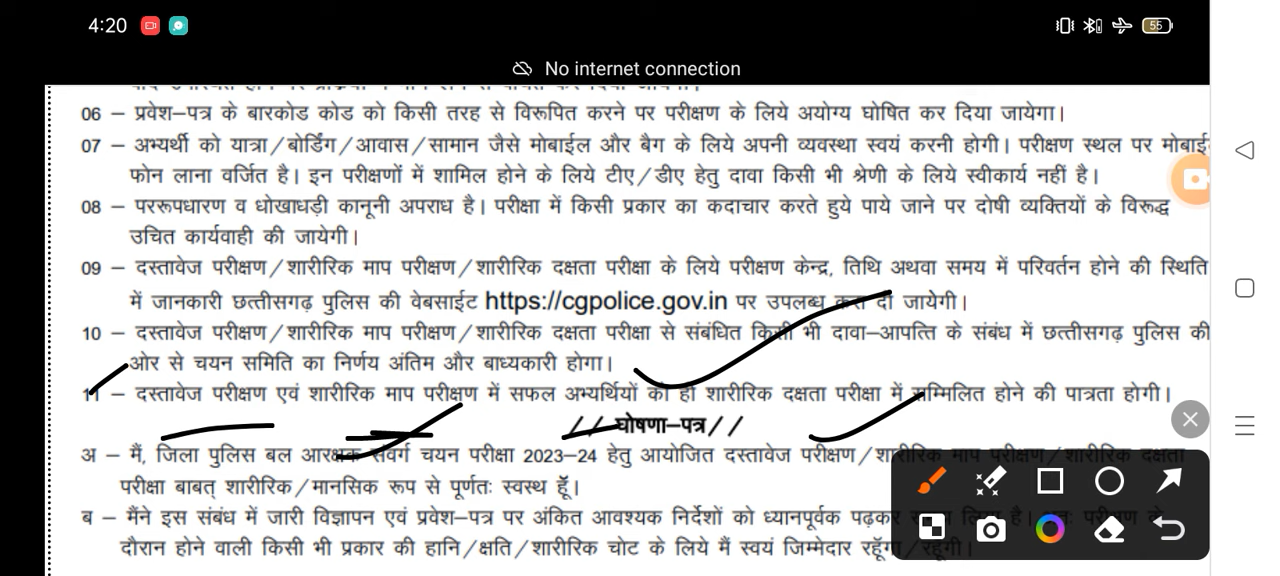 4:20
55
No internet connection
06 – प्रवेश–पत्र के बारकोड कोड को किसी तरह से विरूपित करने पर परीक्षण के लिये अयोग्य घोषित कर दिया जायेगा।
07 – अभ्यर्थी को यात्रा/बोर्डिंग/आवास/सामान जैसे मोबाईल और बैग के लिये अपनी व्यवस्था स्वयं करनी होगी। परीक्षण स्थल पर मोबाई
फोन लाना वर्जित है। इन परीक्षणों में शामिल होने के लिये टीए/डीए हेतु दावा किसी भी श्रेणी के लिये स्वीकार्य नहीं है।
08 – पररूपधारण व धोखाधड़ी कानूनी अपराध है। परीक्षा में किसी प्रकार का कदाचार करते हुये पाये जाने पर दोषी व्यक्तियों के विरूद्ध
उचित कार्यवाही की जायेगी।
09 – दस्तावेज परीक्षण/शारीरिक माप परीक्षण/शारीरिक दक्षता परीक्षा के लिये परीक्षण केन्द्र, तिथि अथवा समय में परिवर्तन होने की स्थिति
में जानकारी छत्तीसगढ़ पुलिस की वेबसाईट https://cgpolice.gov.in पर उपलब्ध करा दी जायेगी।
10 – दस्तावेज परीक्षण/शारीरिक माप परीक्षण/शारीरिक दक्षता परीक्षा से संबंधित किसी भी दावा–आपत्ति के संबंध में छत्तीसगढ़ पुलिस की
ओर से चयन समिति का निर्णय अंतिम और बाध्यकारी होगा।
11 – दस्तावेज परीक्षण एवं शारीरिक माप परीक्षण में सफल अभ्यर्थियों को ही शारीरिक दक्षता परीक्षा में सम्मिलित होने की पात्रता होगी।
// घोषणा–पत्र//
अ – मैं, जिला पुलिस बल आरक्षक संवर्ग चयन परीक्षा 2023–24 हेतु आयोजित दस्तावेज परीक्षण/शारीरिक माप परीक्षण/शारीरिक दक्षता
परीक्षा बाबत् शारीरिक/मानसिक रूप से पूर्णतः स्वस्थ हूँ।
ब – मैंने इस संबंध में जारी विज्ञापन एवं प्रवेश–पत्र पर अंकित आवश्यक निर्देशों को ध्यानपूर्वक पढ़कर समझ लिया है। अतः परीक्षण के
दौरान होने वाली किसी भी प्रकार की हानि/क्षति/शारीरिक चोट के लिये मैं स्वयं जिम्मेदार रहूँगा/रहूँगी।